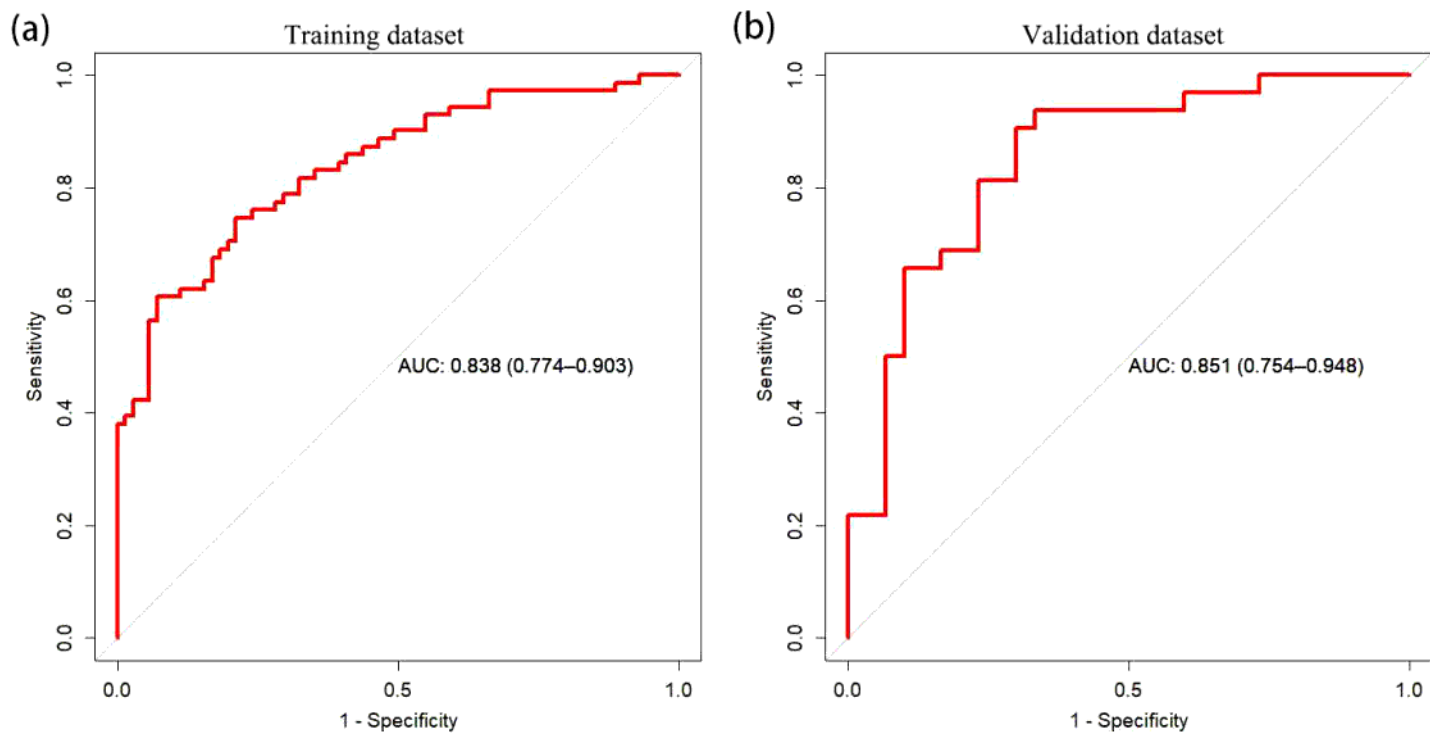 (a)
Training dataset
1.0
0.8
0.6
0.4
0.2
0.0
Sensitivity
AUC: 0.838 (0.774–0.903)
0.0
0.5
1.0
1 - Specificity
(b)
Validation dataset
1.0
0.8
0.6
0.4
0.2
0.0
Sensitivity
AUC: 0.851 (0.754–0.948)
0.0
0.5
1.0
1 - Specificity